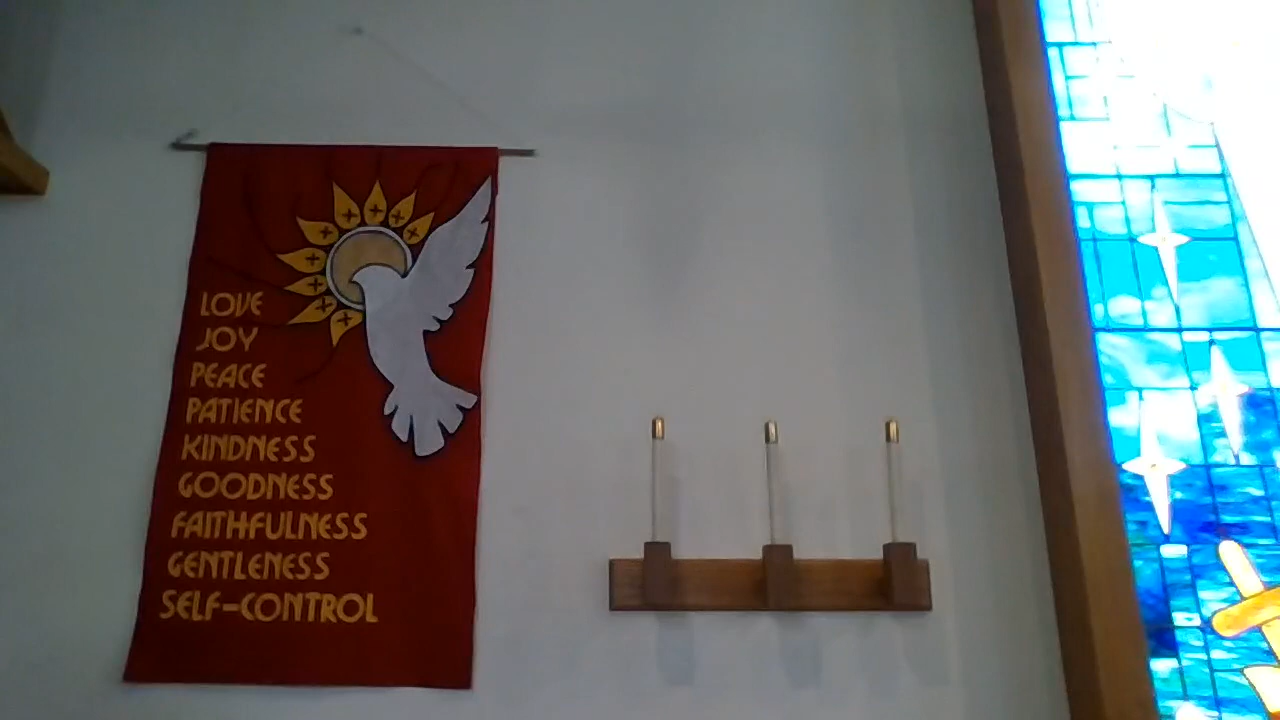 LOVE
JOY
PEACE
PATIENCE
KINDNESS
GOODNESS
FAITHFULNESS
GENTLENESS
SELF-CONTROL